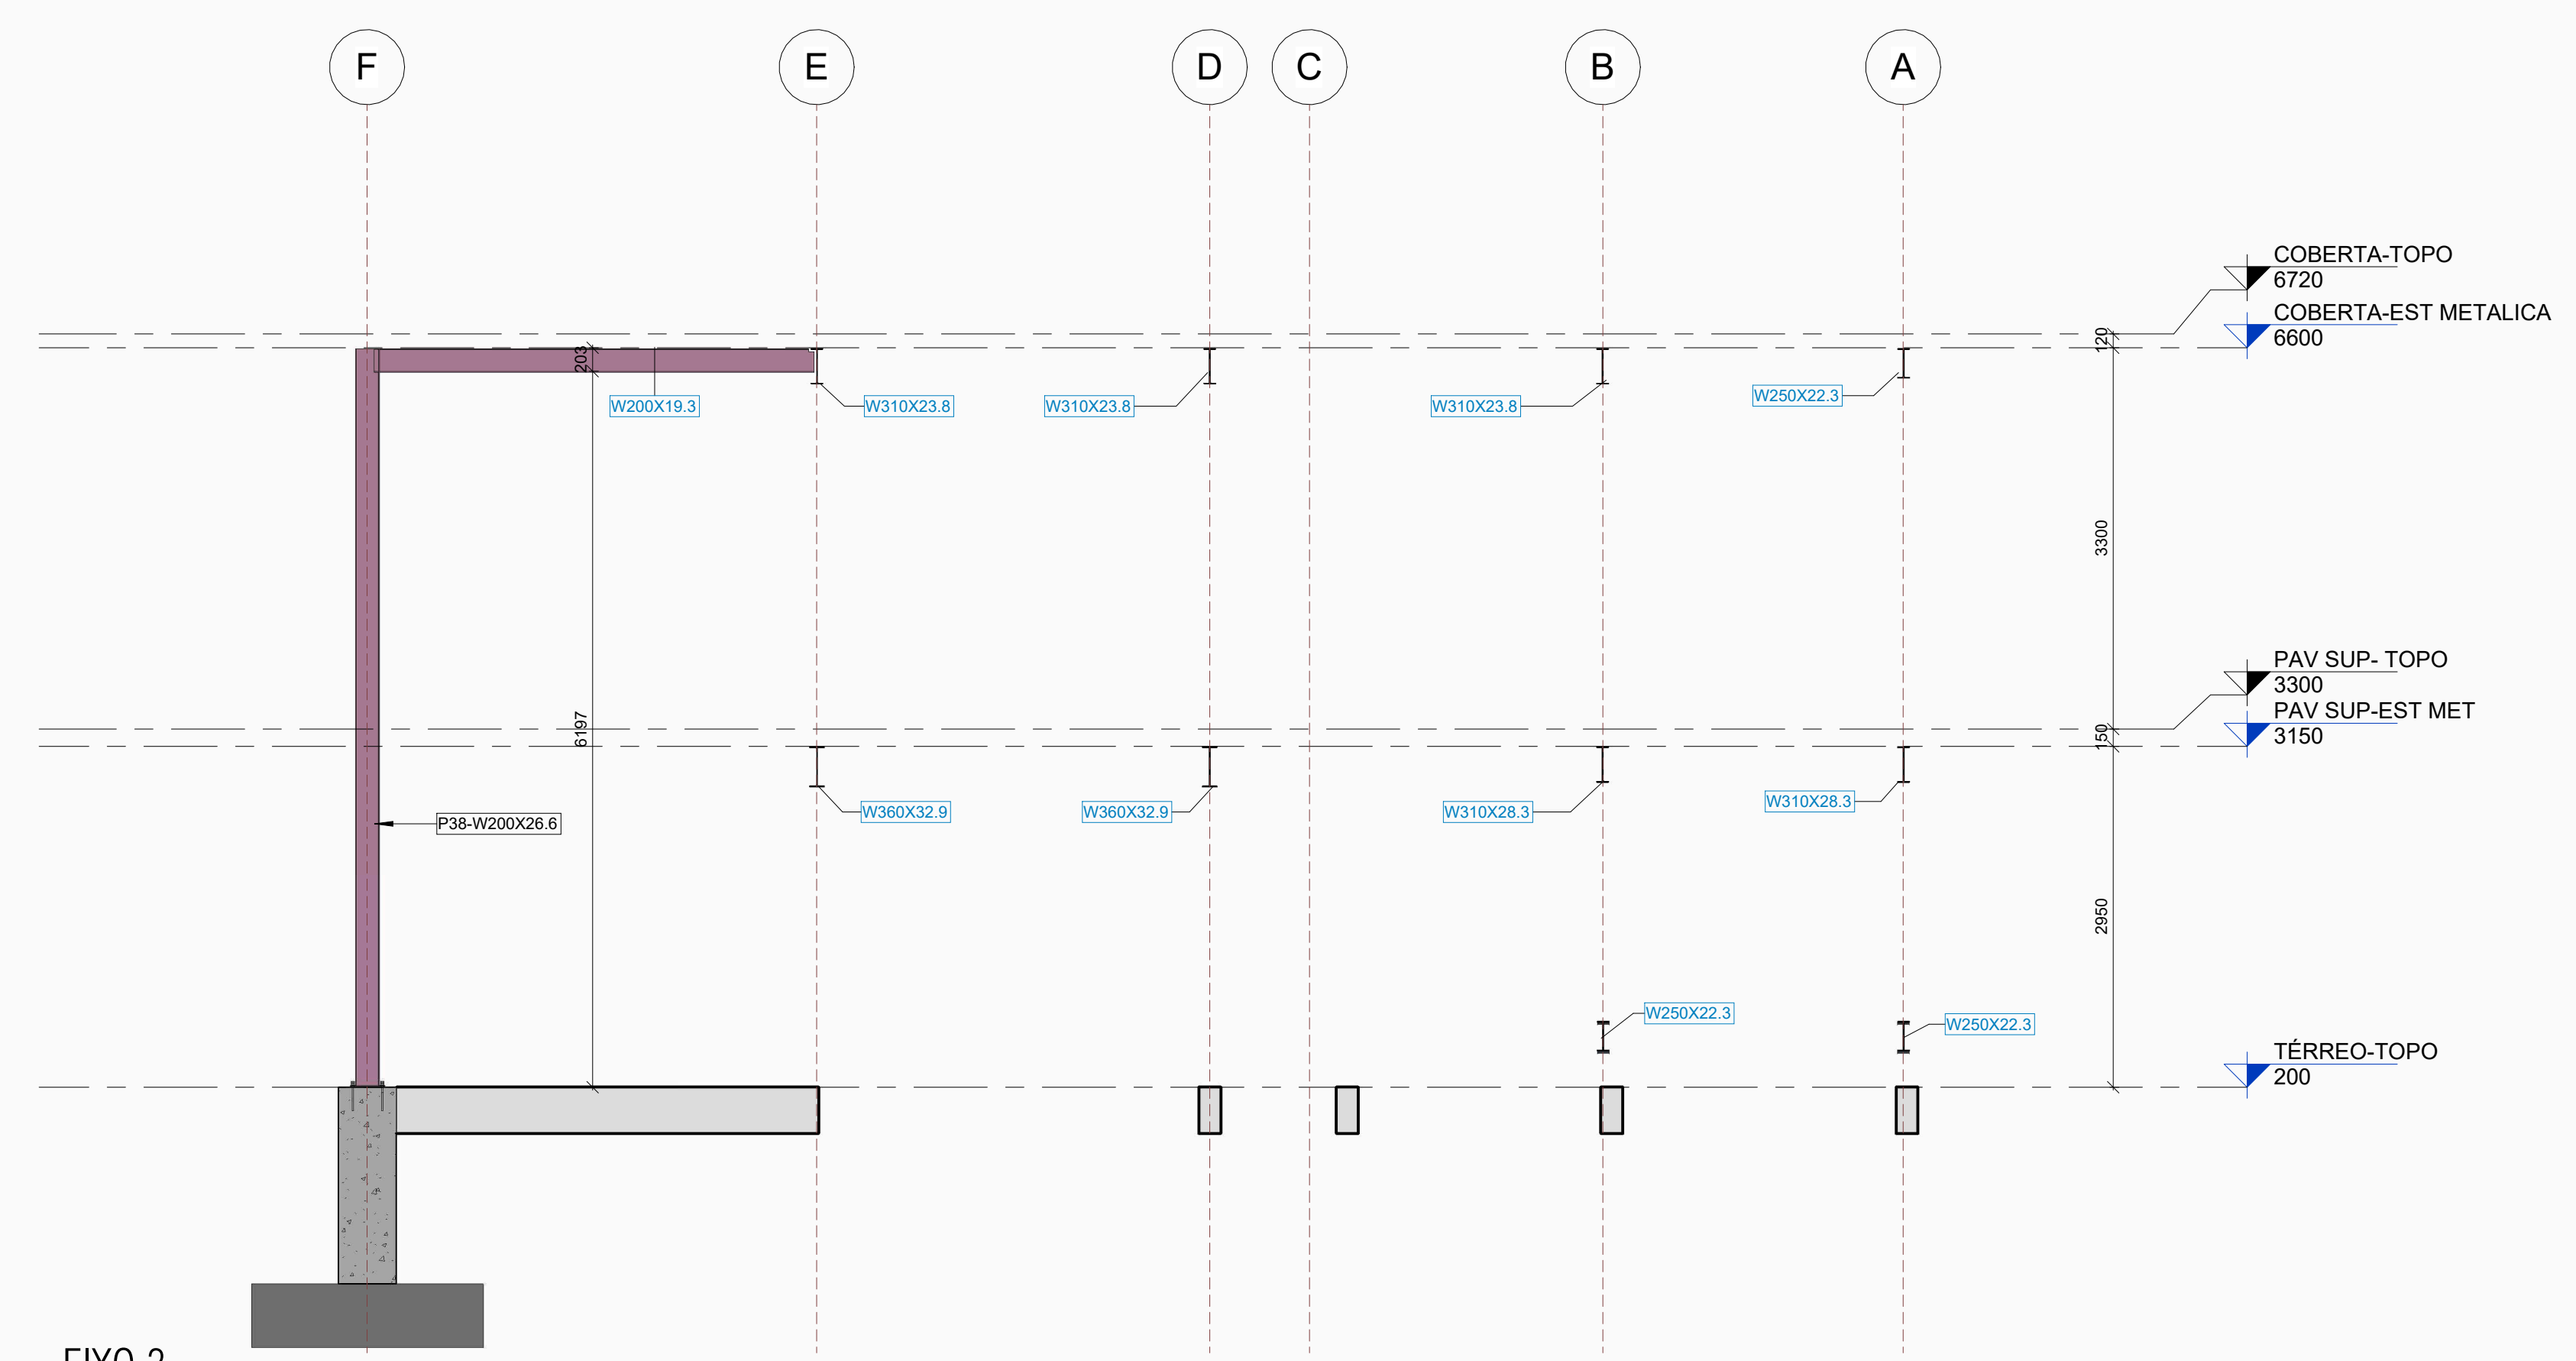 F
E
D
C
B
A
COBERTA-TOPO
6720
COBERTA-EST METALICA
6600
120
203
W200X19.3
W310X23.8
W310X23.8
W310X23.8
W250X22.3
3300
PAV SUP- TOPO
3300
PAV SUP-EST MET
3150
150
6197
P38-W200X26.6
W360X32.9
W360X32.9
W310X28.3
W310X28.3
2950
W250X22.3
W250X22.3
TÉRREO-TOPO
200